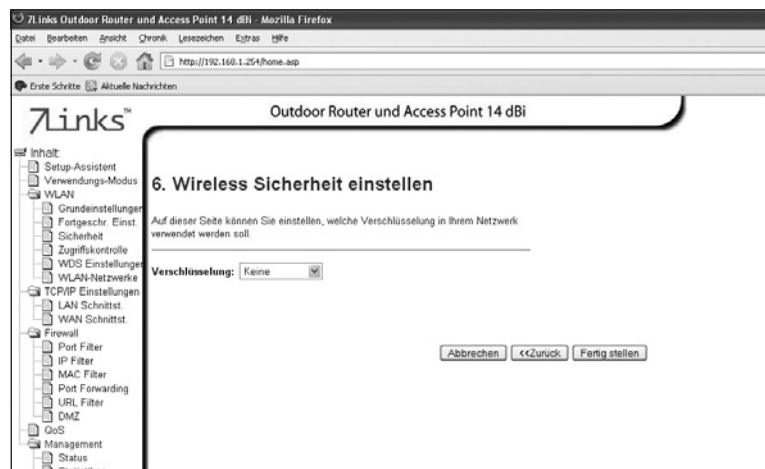 7Links Outdoor Router und Access Point 14 dBi - Mozilla Firefox
Datei Bearbeiten Ansicht Chronik Lesezeichen Extras Hilfe
http://192.168.1.254/home.asp
Erste Schritte Aktuelle Nachrichten
7Links™
Outdoor Router und Access Point 14 dBi
Inhalt:
Setup-Assistent
Verwendungs-Modus
WLAN
Grundeinstellungen
Fortgeschr. Einst.
Sicherheit
Zugriffskontrolle
WDS Einstellunge
WLAN-Netzwerke
TCP/IP Einstellungen
LAN Schnittst.
WAN Schnittst.
Firewall
Port Filter
IP Filter
MAC Filter
Port Forwarding
URL Filter
DMZ
QoS
Management
Status
6. Wireless Sicherheit einstellen
Auf dieser Seite können Sie einstellen, welche Verschlüsselung in Ihrem Netzwerk
verwendet werden soll.
Verschlüsselung: Keine
Abbrechen <<Zurück Fertig stellen